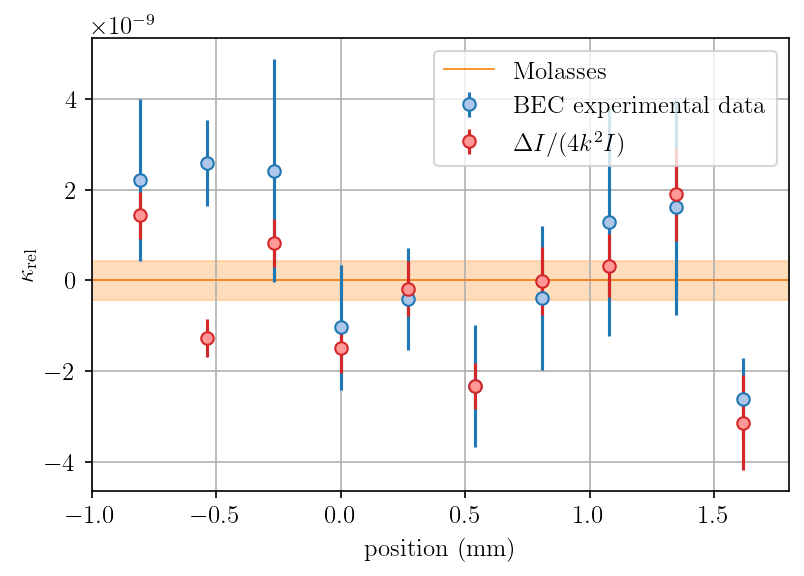 ×10⁻⁹
Molasses
BEC experimental data
ΔI/(4k²I)
4
2
0
−2
−4
κrel
−1.0 −0.5 0.0 0.5 1.0 1.5
position (mm)